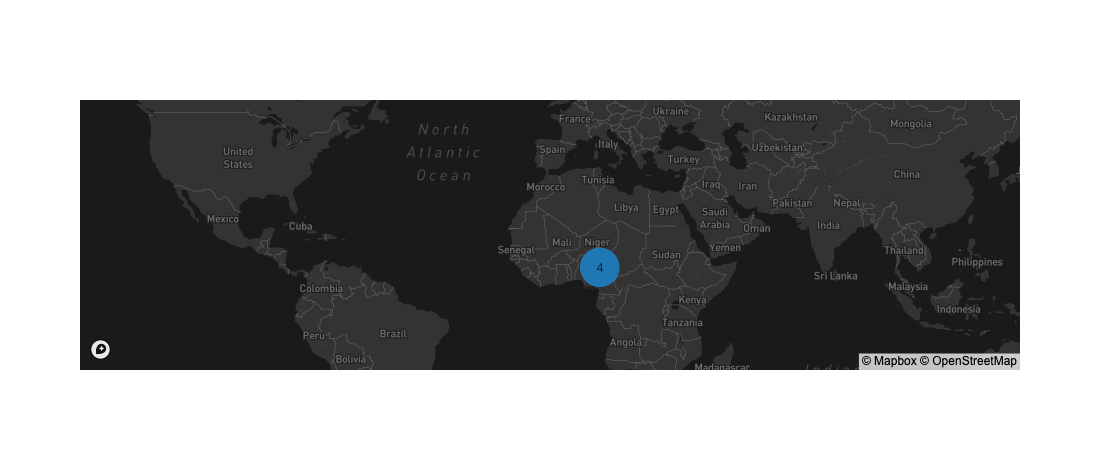 Ukraine
Kazakhstan
France
North
Mongolia
Atlantic
Italy
United
States
Spain
Uzbekistan
Turkey
Ocean
China
Tunisia
Iraq
Iran
Morocco
Pakistan
Nepal
Libya
Egypt
Saudi
Arabia
Mexico
Cuba
India
Oman
Mali
Niger
Yemen
Senegal
Sudan
Thailand
Philippines
4
Sri Lanka
Colombia
Malaysia
Kenya
Indonesia
Tanzania
Peru
Brazil
Angola
Bolivia
© Mapbox © OpenStreetMap